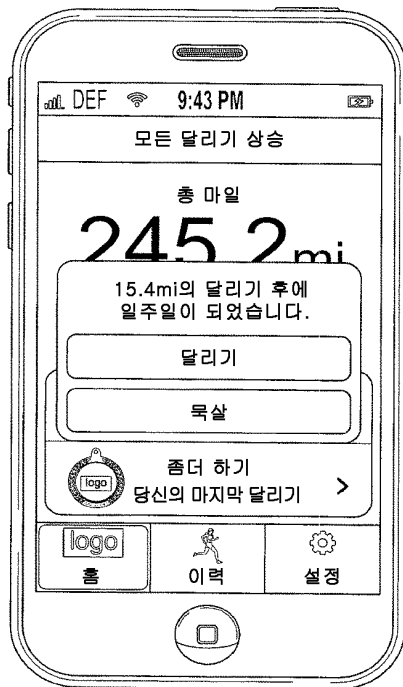 DEF 9:43 PM
모든 달리기 상승
총 마일
245.2mi
15.4mi의 달리기 후에
일주일이 되었습니다.
달리기
묵살
logo
좀더 하기
당신의 마지막 달리기
logo
홈
이력
설정